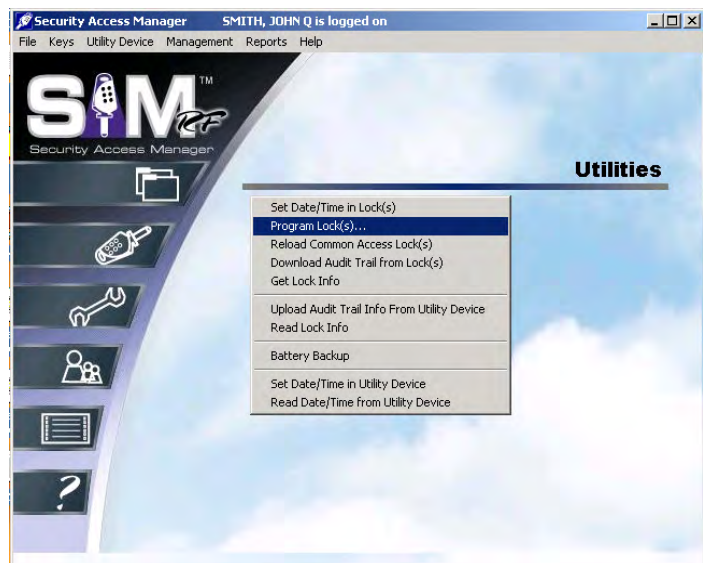 Security Access Manager SMITH, JOHN Q is logged on
File Keys Utility Device Management Reports Help
SAM TM
RF
Security Access Manager
Utilities
Set Date/Time in Lock(s)
Program Lock(s)...
Reload Common Access Lock(s)
Download Audit Trail from Lock(s)
Get Lock Info
Upload Audit Trail Info From Utility Device
Read Lock Info
Battery Backup
Set Date/Time in Utility Device
Read Date/Time from Utility Device
?